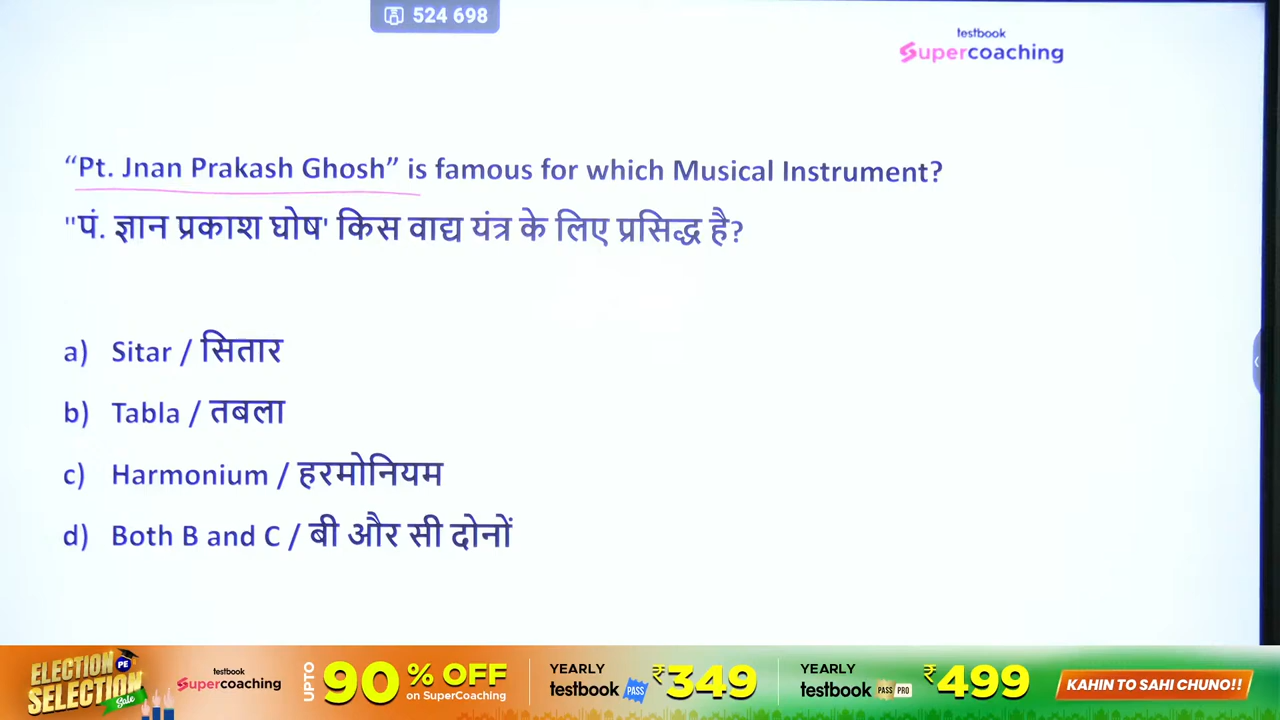 524 698
testbook
Supercoaching
“Pt. Jnan Prakash Ghosh” is famous for which Musical Instrument?
"पं. ज्ञान प्रकाश घोष' किस वाद्य यंत्र के लिए प्रसिद्ध है?
a) Sitar / सितार
b) Tabla / तबला
c) Harmonium / हरमोनियम
d) Both B and C / बी और सी दोनों
ELECTION PE
SELECTION
Sale
testbook
Supercoaching
UPTO 90% OFF
on SuperCoaching
YEARLY
testbook PASS ₹349
YEARLY
testbook PASS PRO ₹499
KAHIN TO SAHI CHUNO!!